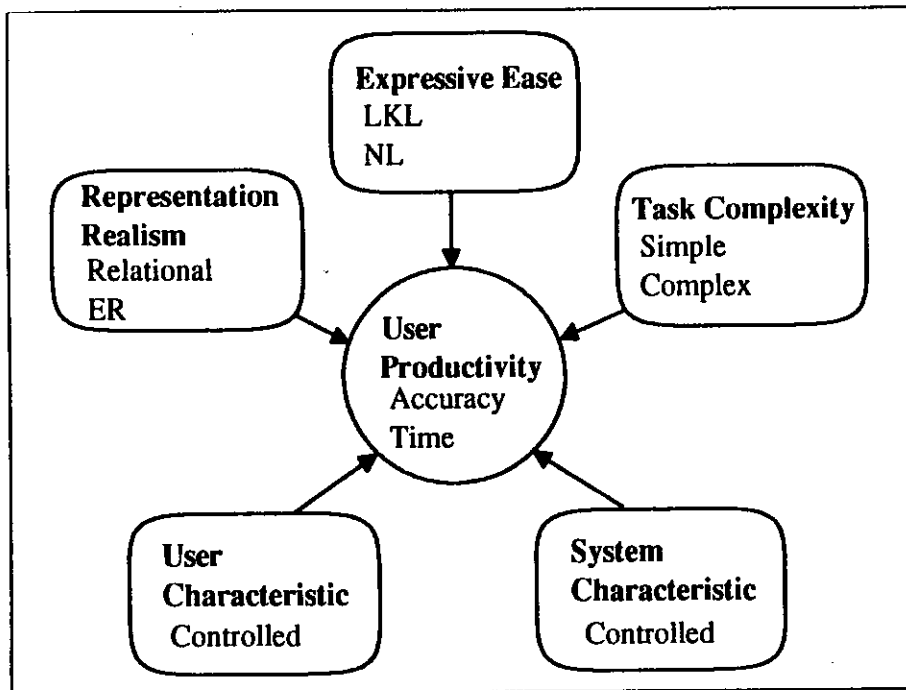 Expressive Ease
LKL
NL
Representation
Realism
Relational
ER
Task Complexity
Simple
Complex
User
Productivity
Accuracy
Time
User
Characteristic
Controlled
System
Characteristic
Controlled